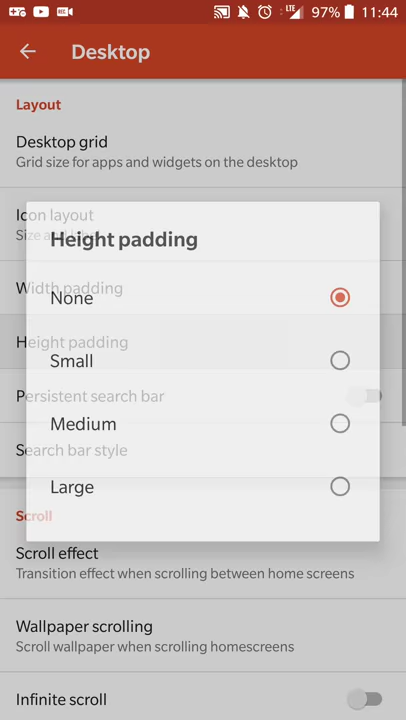 REC
LTE
97%
11:44
Desktop
Layout
Desktop grid
Grid size for apps and widgets on the desktop
Icon layout
Height padding
Width padding
None
Height padding
Small
Persistent search bar
Medium
Search bar style
Large
Scroll
Scroll effect
Transition effect when scrolling between home screens
Wallpaper scrolling
Scroll wallpaper when scrolling homescreens
Infinite scroll